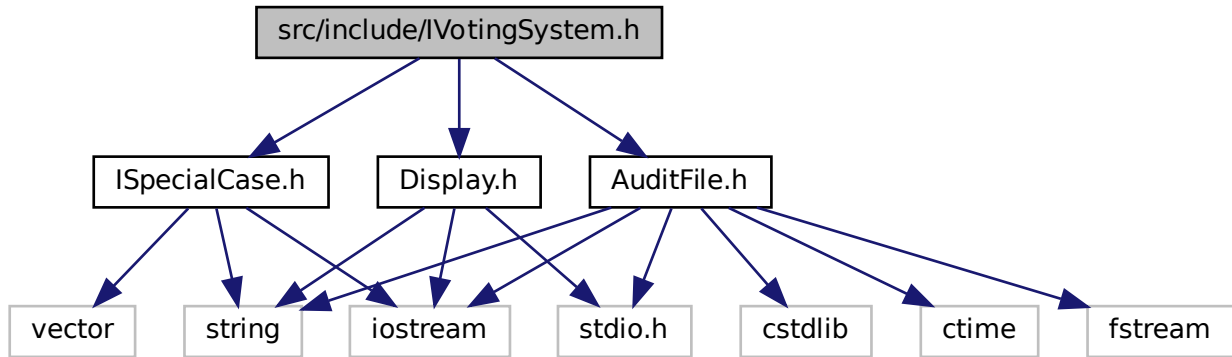 src/include/IVotingSystem.h
ISpecialCase.h
Display.h
AuditFile.h
vector
string
iostream
stdio.h
cstdlib
ctime
fstream